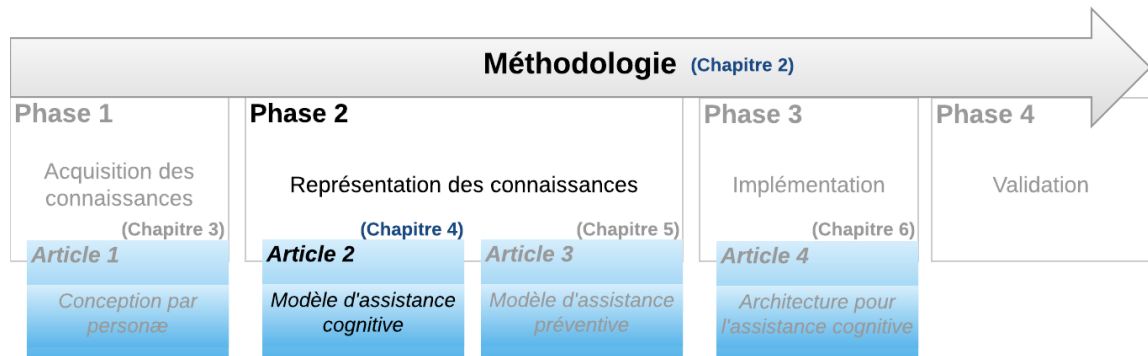 Méthodologie (Chapitre 2)
Phase 1
Acquisition des
connaissances
(Chapitre 3)
Article 1
Conception par
personæ
Phase 2
Représentation des connaissances
(Chapitre 4)
Article 2
Modèle d'assistance
cognitive
(Chapitre 5)
Article 3
Modèle d'assistance
préventive
Phase 3
Implémentation
(Chapitre 6)
Article 4
Architecture pour
l'assistance cognitive
Phase 4
Validation